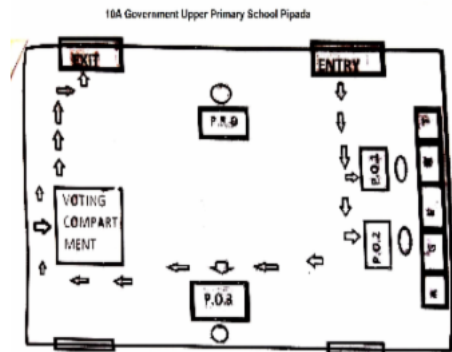 10A Government Upper Primary School Pipada
EXIT
ENTRY
P.R.O
P.O.1
VOTING
COMPART
MENT
P.O.2
P.O.3